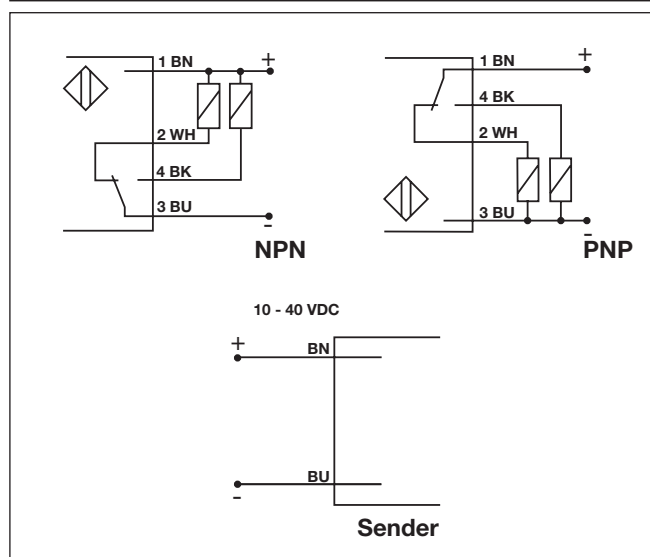 1 BN
+
2 WH
4 BK
3 BU
-
NPN
1 BN
+
4 BK
2 WH
3 BU
-
PNP
10 - 40 VDC
+
BN
BU
-
Sender